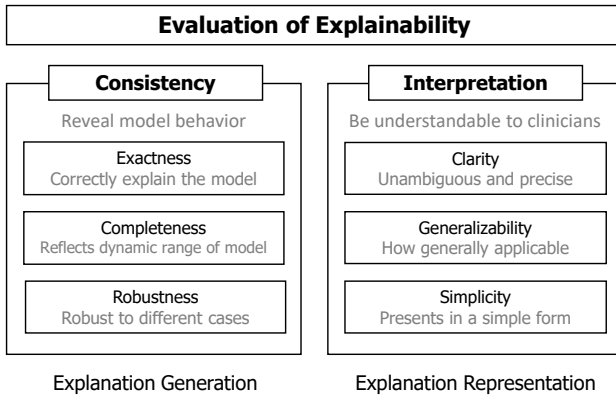 Evaluation of Explainability
Consistency
Reveal model behavior
Exactness
Correctly explain the model
Completeness
Reflects dynamic range of model
Robustness
Robust to different cases
Explanation Generation
Interpretation
Be understandable to clinicians
Clarity
Unambiguous and precise
Generalizability
How generally applicable
Simplicity
Presents in a simple form
Explanation Representation